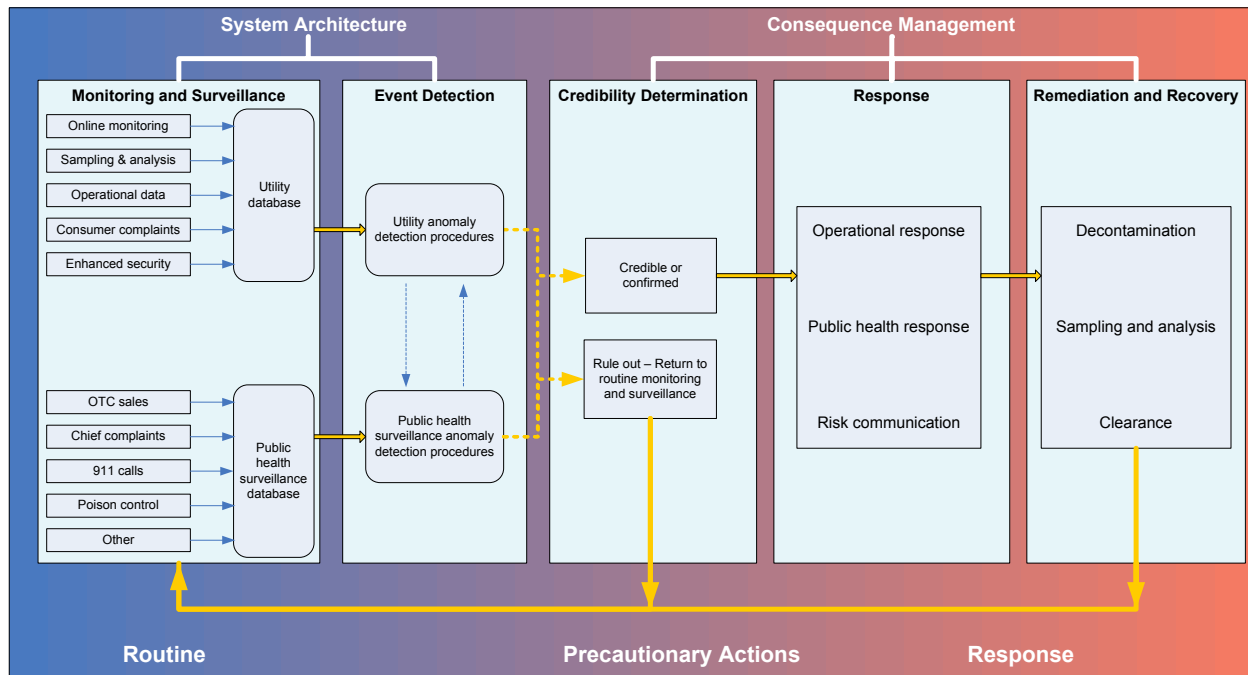 System Architecture
Consequence Management
Monitoring and Surveillance
Online monitoring
Sampling & analysis
Operational data
Consumer complaints
Enhanced security
Utility
database
OTC sales
Chief complaints
911 calls
Poison control
Other
Public
health
surveillance
database
Event Detection
Utility anomaly
detection procedures
Public health
surveillance anomaly
detection procedures
Credibility Determination
Credible or
confirmed
Rule out – Return to
routine monitoring
and surveillance
Response
Operational response
Public health response
Risk communication
Remediation and Recovery
Decontamination
Sampling and analysis
Clearance
Routine
Precautionary Actions
Response